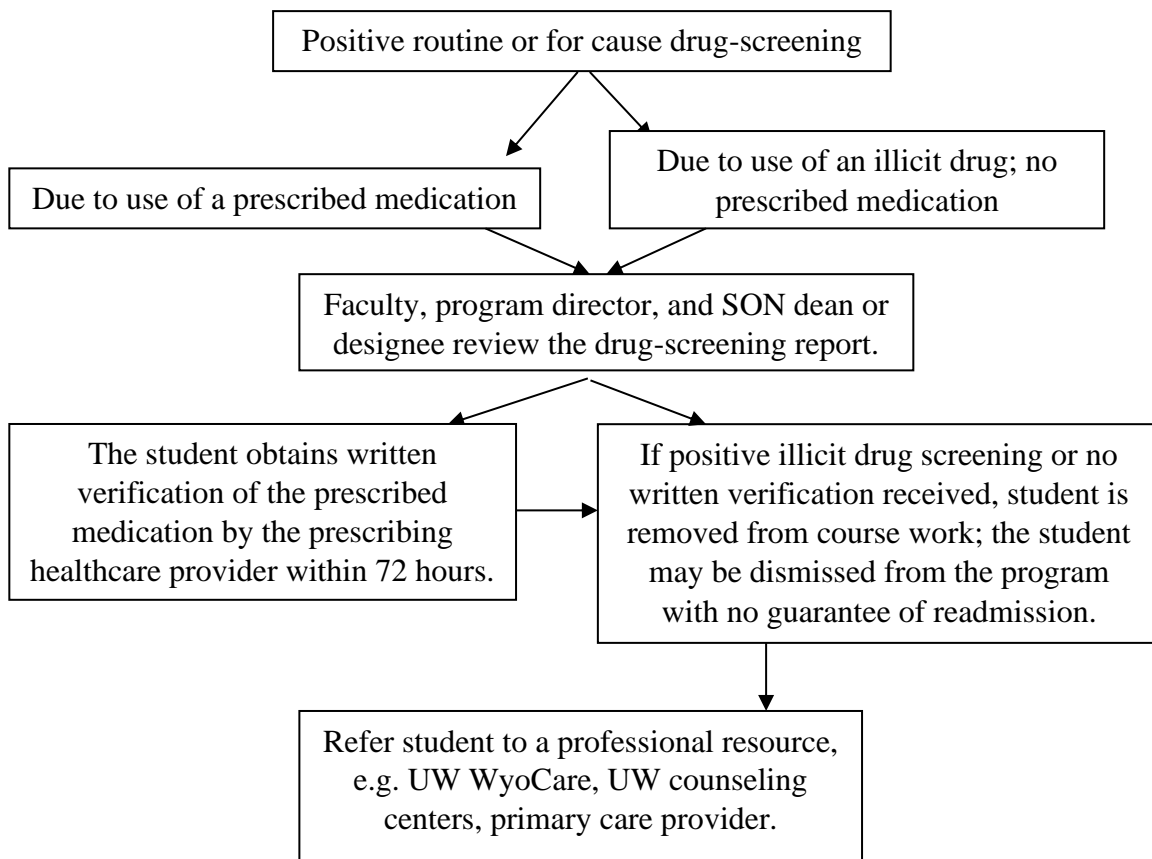 Positive routine or for cause drug-screening
Due to use of a prescribed medication
Due to use of an illicit drug; no
prescribed medication
Faculty, program director, and SON dean or
designee review the drug-screening report.
The student obtains written
verification of the prescribed
medication by the prescribing
healthcare provider within 72 hours.
If positive illicit drug screening or no
written verification received, student is
removed from course work; the student
may be dismissed from the program
with no guarantee of readmission.
Refer student to a professional resource,
e.g. UW WyoCare, UW counseling
centers, primary care provider.